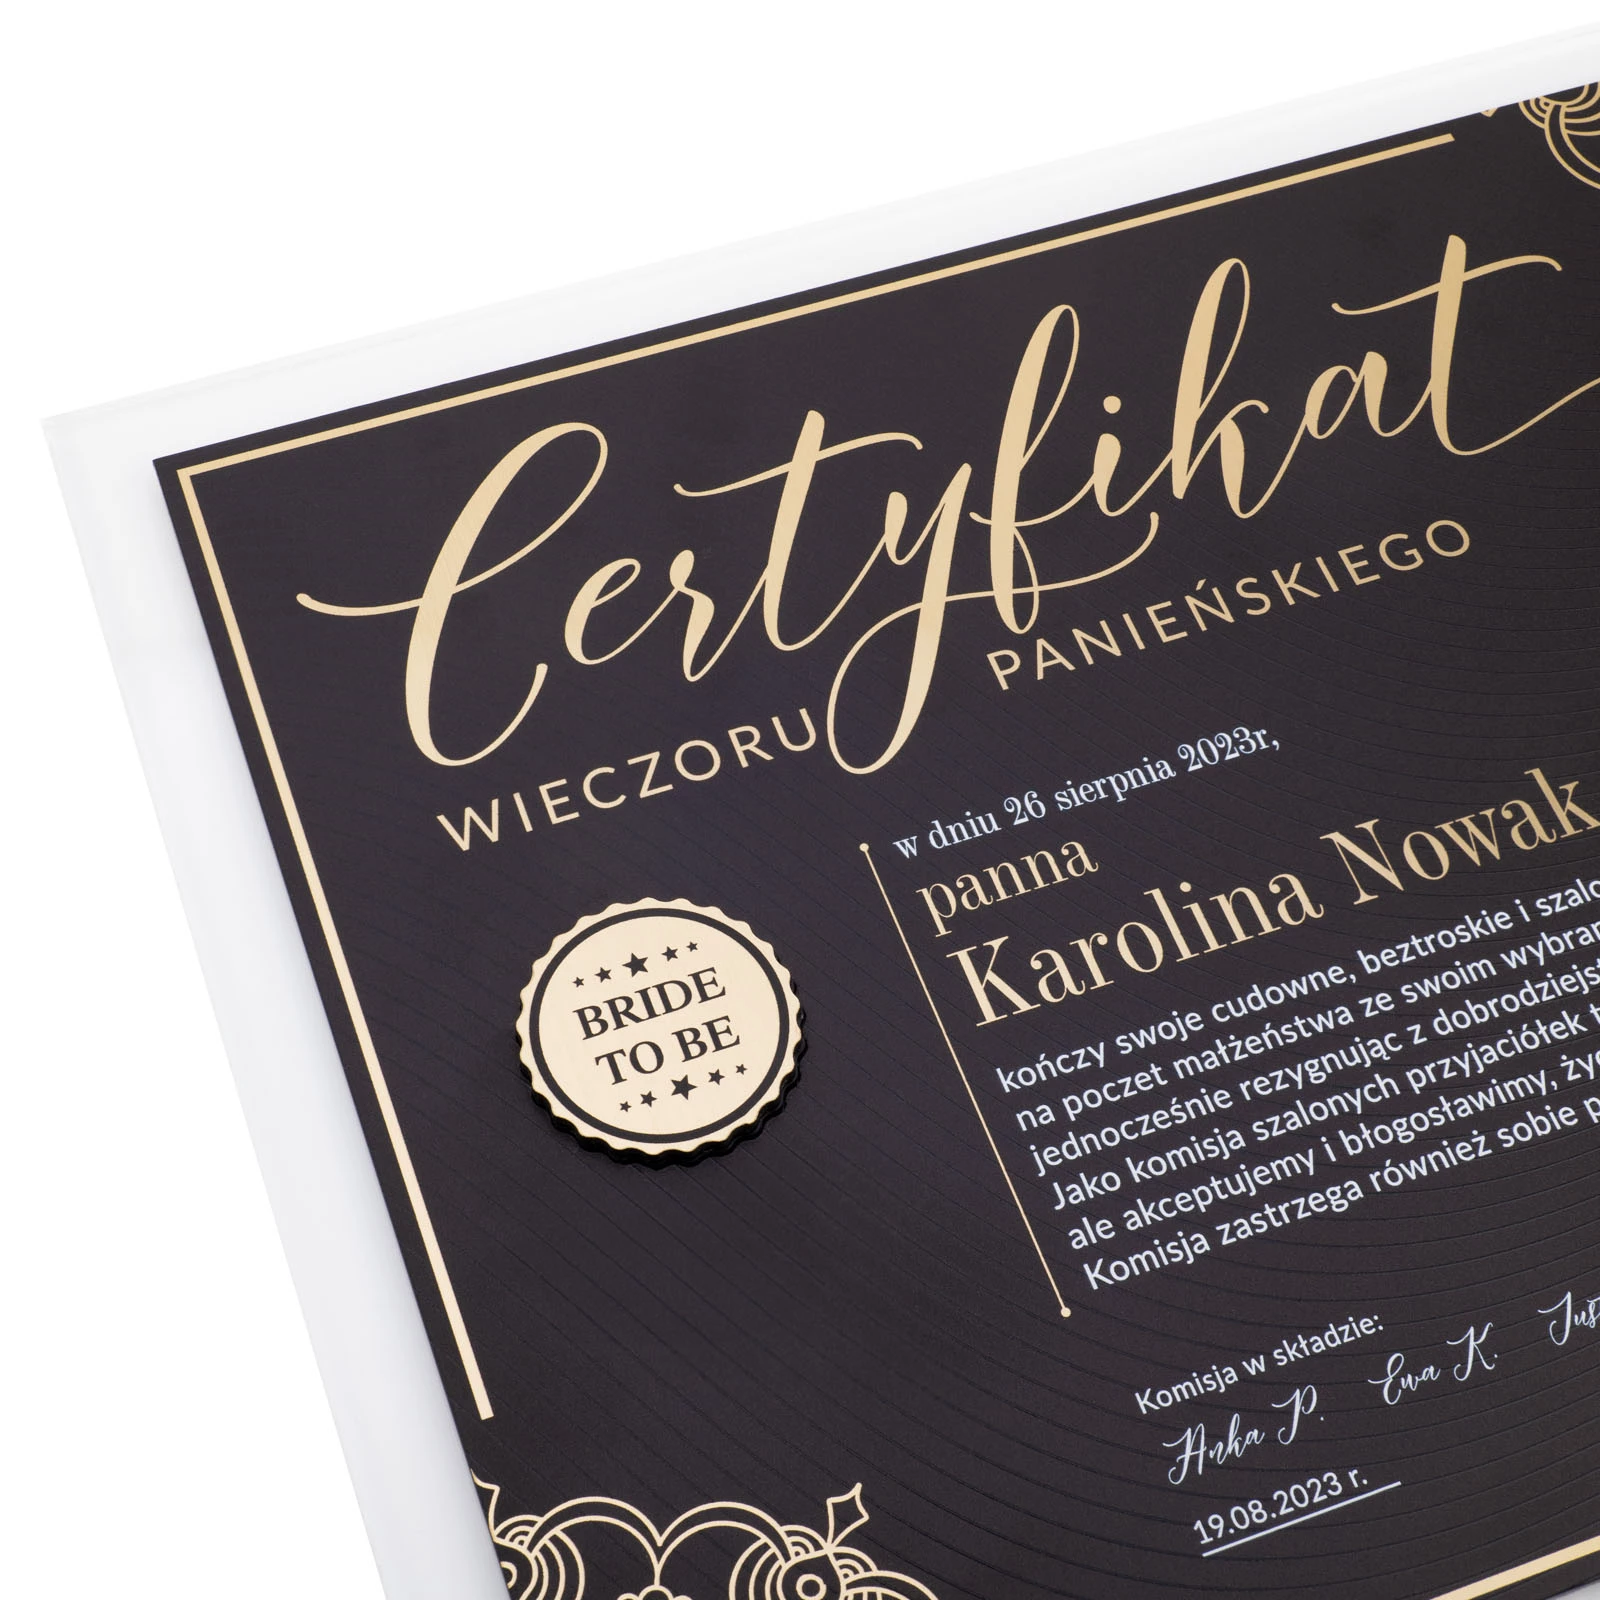 Certyfikat
WIECZORU PANIEŃSKIEGO
w dniu 26 sierpnia 2023r,
panna
Karolina Nowak
kończy swoje cudowne, beztroskie i
na poczet małżeństwa ze swoim
jednocześnie rezygnując z
Jako komisja szalonych przyjaciółek
ale akceptujemy i błogosławimy,
Komisja zastrzega również sobie
BRIDE
TO BE
Komisja w składzie:
Anka P. Ewa K.
19.08.2023 r.